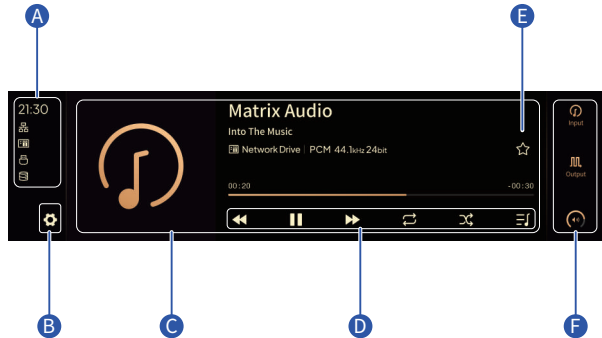 A
E
21:30
Matrix Audio
Into The Music
Network Drive | PCM 44.1kHz 24bit
00:20
-00:30
Input
Output
B
C
D
F